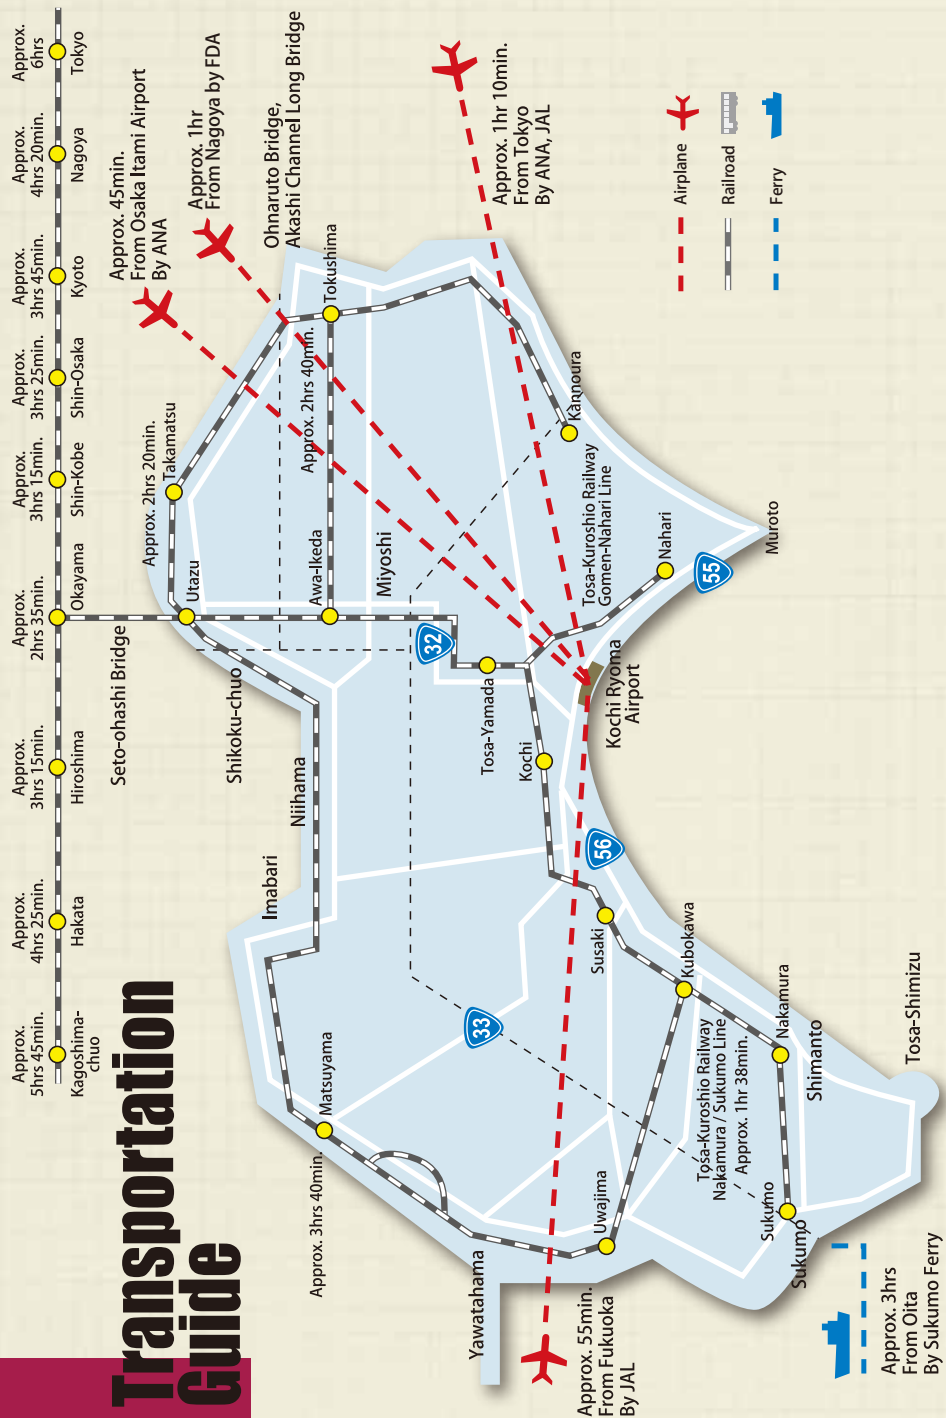 Transportation
Guide
Approx.
5hrs 45min.
Kagoshima-
chuo
Approx.
4hrs 25min.
Hakata
Approx.
3hrs 15min.
Hiroshima
Approx.
2hrs 35min.
Okayama
Approx.
3hrs 15min.
Shin-Kobe
Approx.
3hrs 25min.
Shin-Osaka
Approx.
3hrs 45min.
Kyoto
Approx.
4hrs 20min.
Nagoya
Approx.
6hrs
Tokyo
Seto-ohashi Bridge
Approx. 45min.
From Osaka Itami Airport
By ANA
Approx. 1hr
From Nagoya by FDA
Ohnaruto Bridge,
Akashi Channel Long Bridge
Approx. 2hrs 20min.
Takamatsu
Utazu
Shikoku-chuo
Niihama
Imabari
Tokushima
Approx. 2hrs 40min.
Awa-Ikeda
Miyoshi
Matsuyama
Approx. 3hrs 40min.
32
33
Tosa-Yamada
Kochi
Approx. 1hr 10min.
From Tokyo
By ANA, JAL
Kannoura
Tosa-Kuroshio Railway
Gomen-Nahari Line
Nahari
55
Muroto
Kochi Ryoma
Airport
56
Susaki
Kubokawa
Yawatahama
Uwajima
Approx. 55min.
From Fukuoka
By JAL
Tosa-Kuroshio Railway
Nakamura / Sukumo Line
Approx. 1hr 38min.
Nakamura
Shimanto
Sukumo
Sukumo
Tosa-Shimizu
Approx. 3hrs
From Oita
By Sukumo Ferry
Airplane
Railroad
Ferry